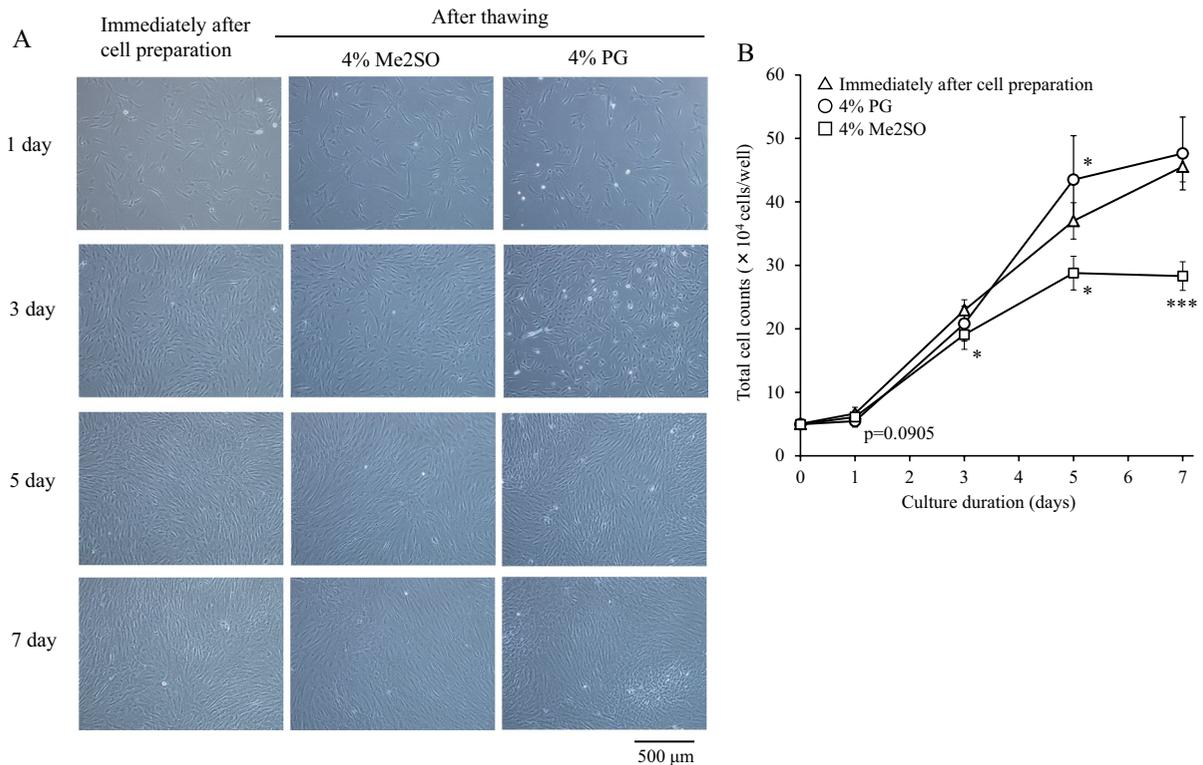 A
Immediately after
cell preparation
After thawing
4% Me2SO
4% PG
1 day
3 day
5 day
7 day
500 μm
B
60
50
40
30
20
10
0
Total cell counts ( × 10⁴ cells/well)
Immediately after cell preparation
4% PG
4% Me2SO
*
*
*
***
p=0.0905
0 1 2 3 4 5 6 7
Culture duration (days)